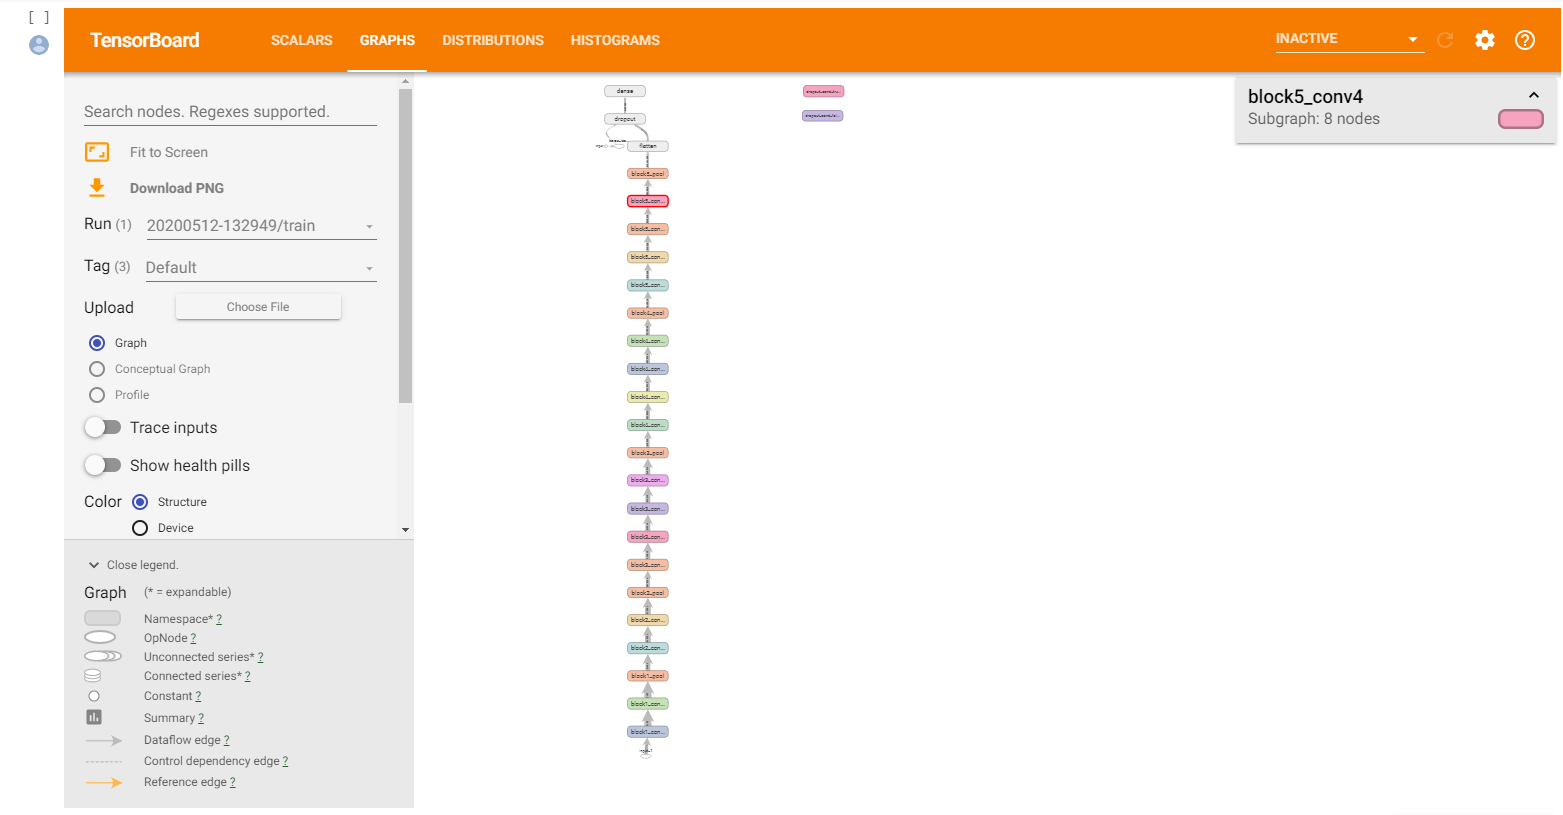 [ ]
TensorBoard
SCALARS
GRAPHS
DISTRIBUTIONS
HISTOGRAMS
INACTIVE
Search nodes. Regexes supported.
Fit to Screen
Download PNG
Run (1) 20200512-132949/train
Tag (3) Default
Upload Choose File
Graph
Conceptual Graph
Profile
Trace inputs
Show health pills
Color Structure
Device
Close legend.
Graph (* = expandable)
Namespace* ?
OpNode ?
Unconnected series* ?
Connected series* ?
Constant ?
Summary ?
Dataflow edge ?
Control dependency edge ?
Reference edge ?
dense
dropout
flatten
block5_pool
block5_con...
block5_con...
block5_con...
block5_con...
block4_pool
block4_con...
block4_con...
block4_con...
block4_con...
block3_pool
block3_con...
block3_con...
block3_con...
block3_con...
block2_pool
block2_con...
block2_con...
block1_pool
block1_con...
block1_con...
block5_conv4
Subgraph: 8 nodes